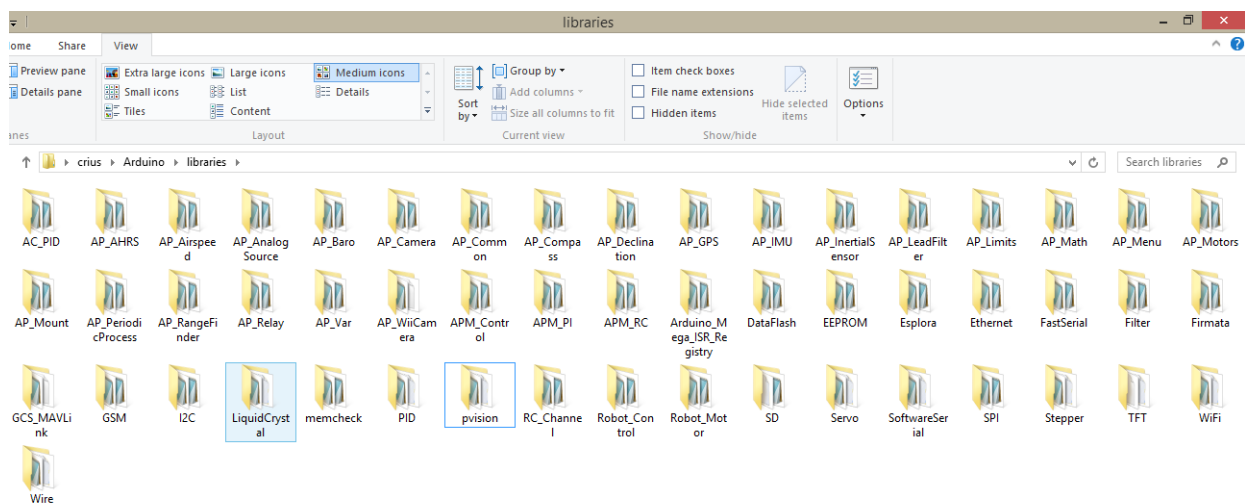 libraries
ome Share View
Preview pane Extra large icons Large icons Medium icons Group by Item check boxes
Details pane Small icons List Details Add columns File name extensions
Tiles Content Sort by Size all columns to fit Hidden items Hide selected items Options
anes Layout Current view Show/hide
crius Arduino libraries Search libraries
AC_PID AP_AHRS AP_Airspee AP_Analog AP_Baro AP_Camera AP_Comm AP_Compa AP_Declina AP_GPS AP_IMU AP_InertialS AP_LeadFilt AP_Limits AP_Math AP_Menu AP_Motors
d Source on ss tion ensor er
AP_Mount AP_Periodi AP_RangeFi AP_Relay AP_Var AP_WiiCam APM_Contr APM_PI APM_RC Arduino_M DataFlash EEPROM Esplora Ethernet FastSerial Filter Firmata
cProcess nder era ol ega_ISR_Re
gistry
GCS_MAVLi GSM I2C LiquidCryst memcheck PID pvision RC_Channe Robot_Con Robot_Mot SD Servo SoftwareSer SPI Stepper TFT WiFi
nk al l trol or ial
Wire